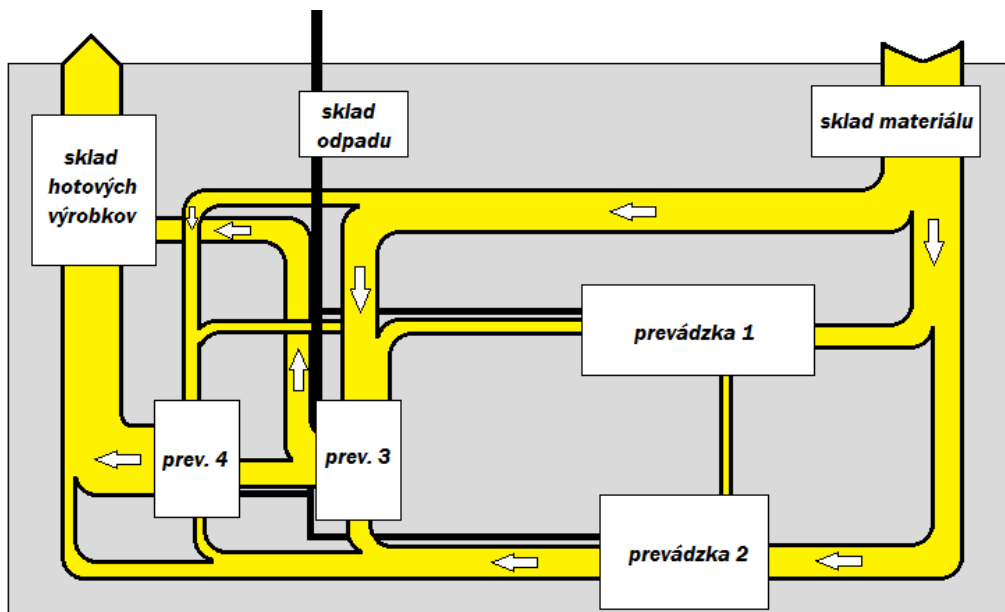 sklad
odpadu
sklad materiálu
sklad
hotových
výrobkov
prevádzka 1
prev. 4
prev. 3
prevádzka 2